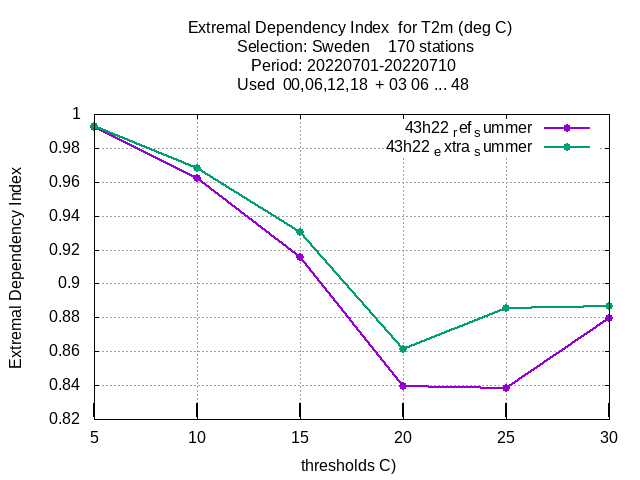 Extremal Dependency Index  for T2m (deg C)
Selection: Sweden    170 stations
Period: 20220701-20220710
Used  00,06,12,18  + 03 06 ... 48
43h22 ref summer
43h22 extra summer
Extremal Dependency Index
1
0.98
0.96
0.94
0.92
0.9
0.88
0.86
0.84
0.82
5 10 15 20 25 30
thresholds C)